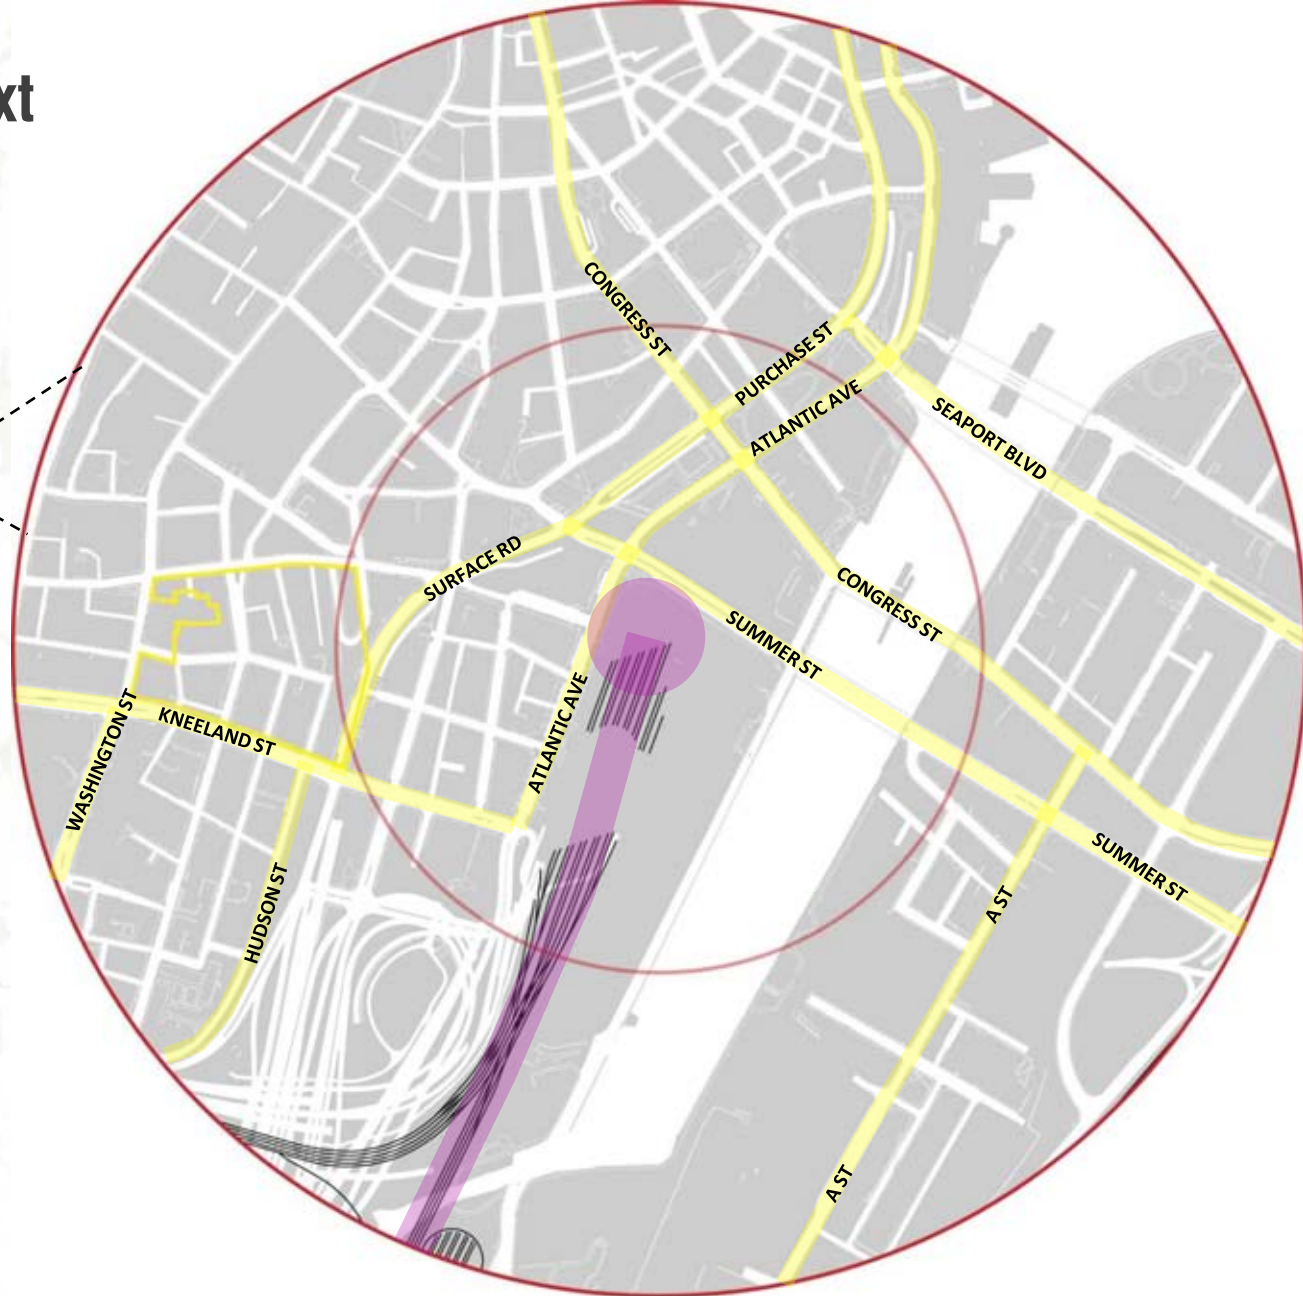 xt
CONGRESS ST
PURCHASE ST
ATLANTIC AVE
SEAPORT BLVD
SURFACE RD
CONGRESS ST
SUMMER ST
ATLANTIC AVE
WASHINGTON ST
KNEELAND ST
HUDSON ST
SUMMER ST
A ST
A ST